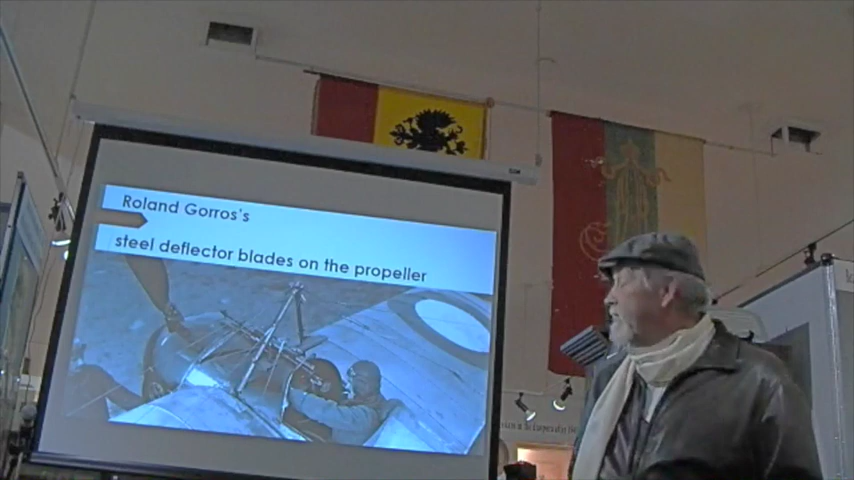 Roland Gorros's
steel deflector blades on the propeller